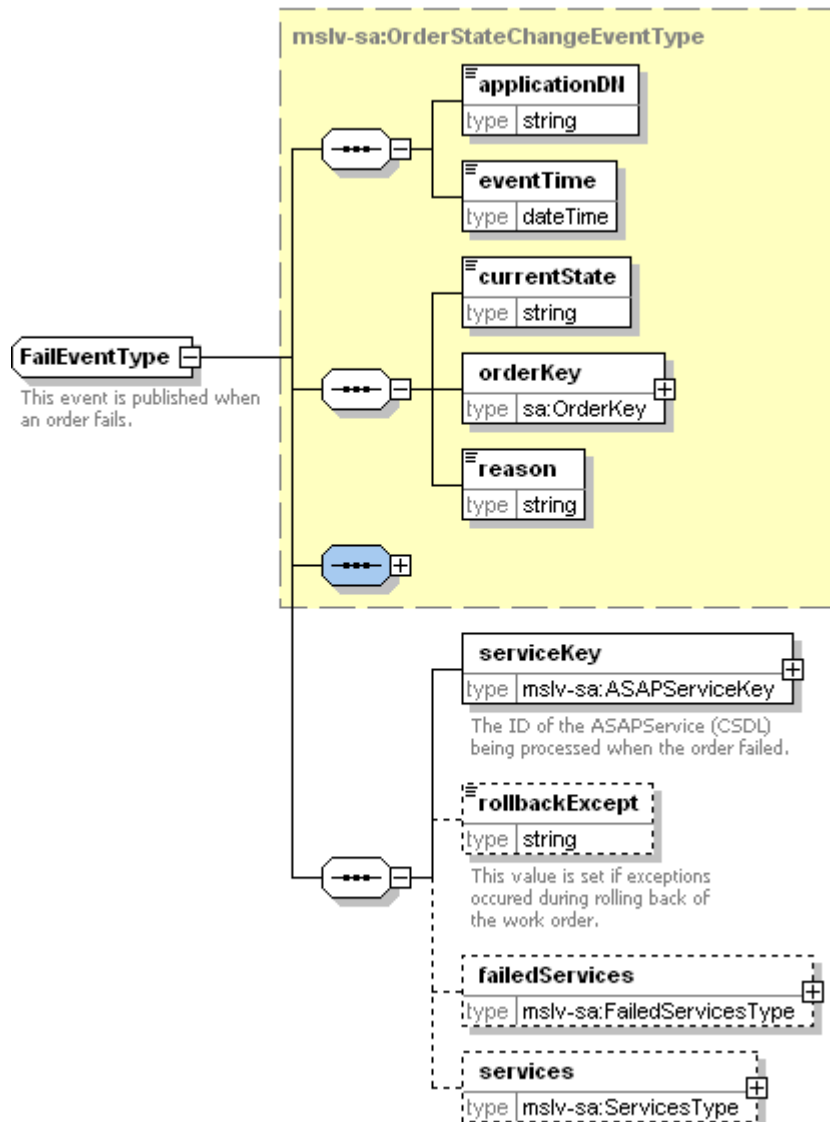 mslv-sa:OrderStateChangeEventType
applicationDN
type string
eventTime
type dateTime
currentState
type string
FailEventType
This event is published when
an order fails.
orderKey
type sa:OrderKey
reason
type string
serviceKey
type mslv-sa:ASAPServiceKey
The ID of the ASAPService (CSDL)
being processed when the order failed.
rollbackExcept
type string
This value is set if exceptions
occured during rolling back of
the work order.
failedServices
type mslv-sa:FailedServicesType
services
type mslv-sa:ServicesType